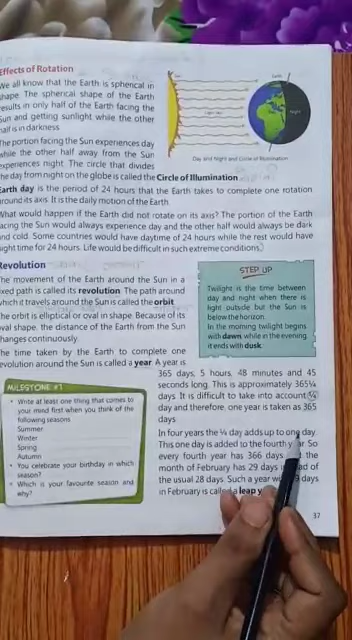 Effects of Rotation
We all know that the Earth is spherical in
shape. The spherical shape of the Earth
results in only half of Earth facing the
Sun and getting sunlight while the other
half is in darkness
The portion facing the Sun experiences day
while the other half away from the Sun
experiences night. The circle that divides
the day from night on the globe is called the Circle of Illumination
Sun
Earth
Night
Day and Night and Circle of Illumination
Earth day is the period of 24 hours that the Earth takes to complete one rotation
around its axis. It is the daily motion of the Earth.
What would happen if the Earth did not rotate on its axis? The portion of the Earth
facing the Sun would always experience day and the other half would always be dark
and cold. Some countries would have daytime of 24 hours while the rest would have
night time for 24 hours. Life would be difficult in such extreme conditions.
Revolution
The movement of the Earth around the Sun in a
fixed path is called its revolution. The path around
which it travels around the Sun is called the orbit
The orbit is elliptical or oval in shape. Because of its
oval shape, the distance of the Earth from the Sun
changes continuously.
The time taken by the Earth to complete one
revolution around the Sun is called a year. A year is
365 days, 5 hours, 48 minutes and 45
seconds long. This is approximately 365¼
days. It is difficult to take into account ¼
day and therefore, one year is taken as 365
days
In four years the ¼ day adds up to one day.
This one day is added to the fourth. So
every fourth year has 366 days the
month of February has 29 days of
the usual 28 days. Such a year days
in February is called a leap
STEP UP
Twilight is the time between
day and night when there is
light outside but the Sun is
below the horizon.
In the morning twilight begins
with dawn while in the evening
it ends with dusk
MILESTONE #1
• Write at least one thing that comes to
your mind first when you think of the
following seasons
Summer
Winter
Spring
Autumn
• You celebrate your birthday in which
season?
• Which is your favourite season and
why?
37